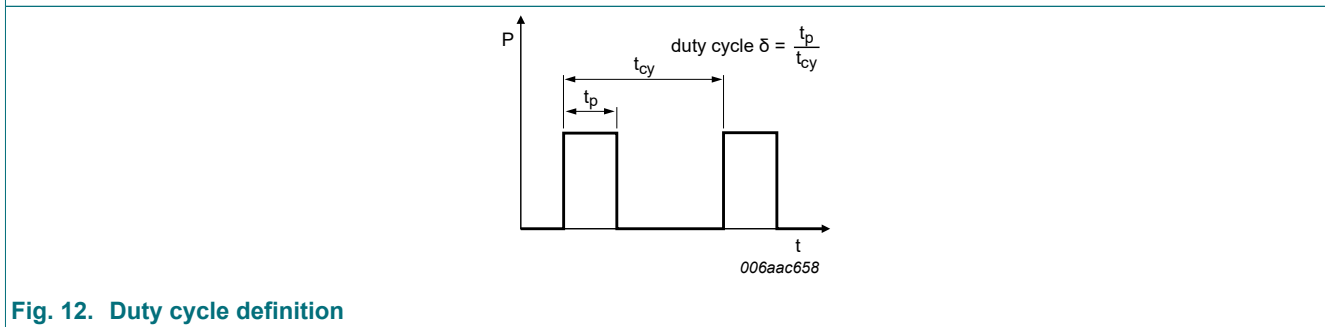 P
duty cycle δ = tp/tcy
tcy
tp
t
006aac658
Fig. 12. Duty cycle definition